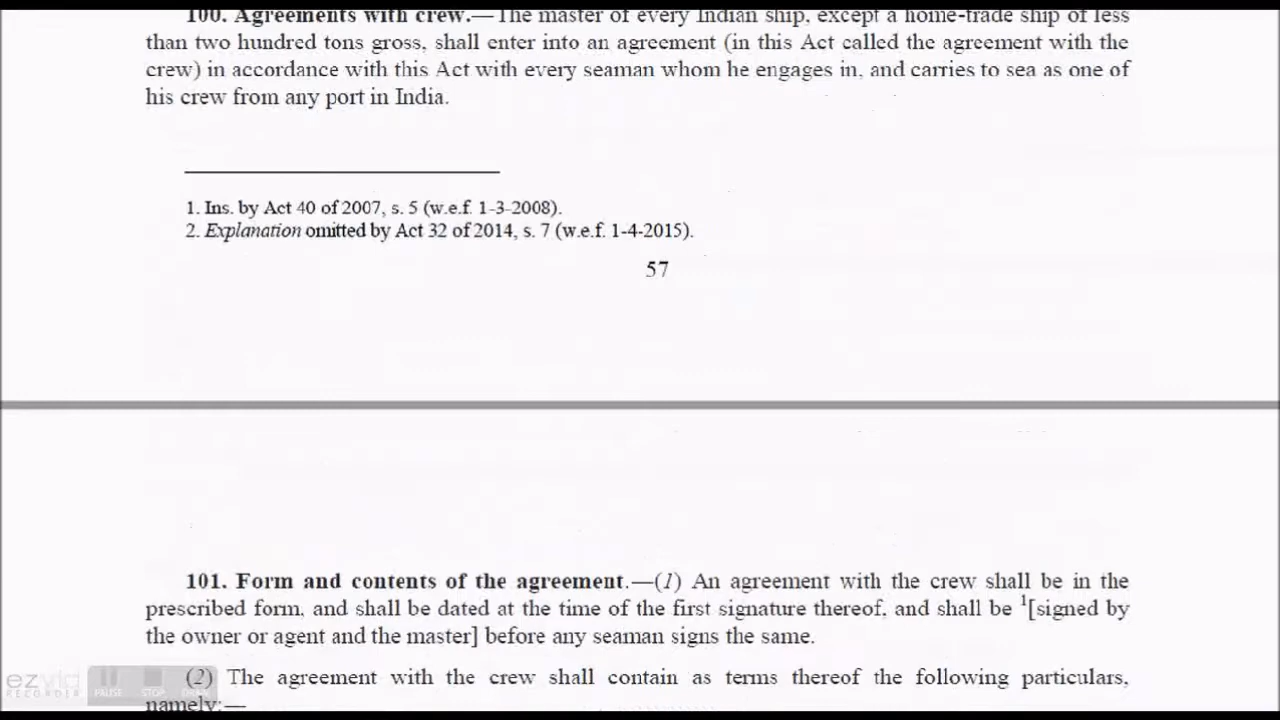 100. Agreements with crew.—The master of every Indian ship, except a home-trade ship of less
than two hundred tons gross, shall enter into an agreement (in this Act called the agreement with the
crew) in accordance with this Act with every seaman whom he engages in, and carries to sea as one of
his crew from any port in India.
1. Ins. by Act 40 of 2007, s. 5 (w.e.f. 1-3-2008).
2. Explanation omitted by Act 32 of 2014, s. 7 (w.e.f. 1-4-2015).
57
101. Form and contents of the agreement.—(1) An agreement with the crew shall be in the
prescribed form, and shall be dated at the time of the first signature thereof, and shall be 1[signed by
the owner or agent and the master] before any seaman signs the same.
(2) The agreement with the crew shall contain as terms thereof the following particulars,
namely:—
ezvid
RECORDER
PAUSE STOP DRAW